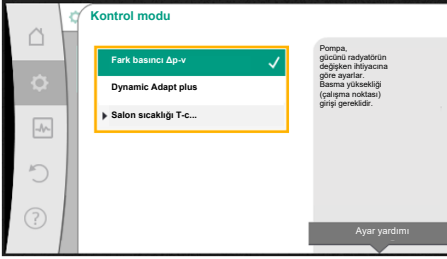 Kontrol modu
Fark basıncı Δp-v
Dynamic Adapt plus
Salon sıcaklığı T-c...
Pompa,
gücünü radyatörün
değişken ihtiyacına
göre ayarlar.
Basma yüksekliği
(çalışma noktası)
girişi gereklidir.
Ayar yardımı